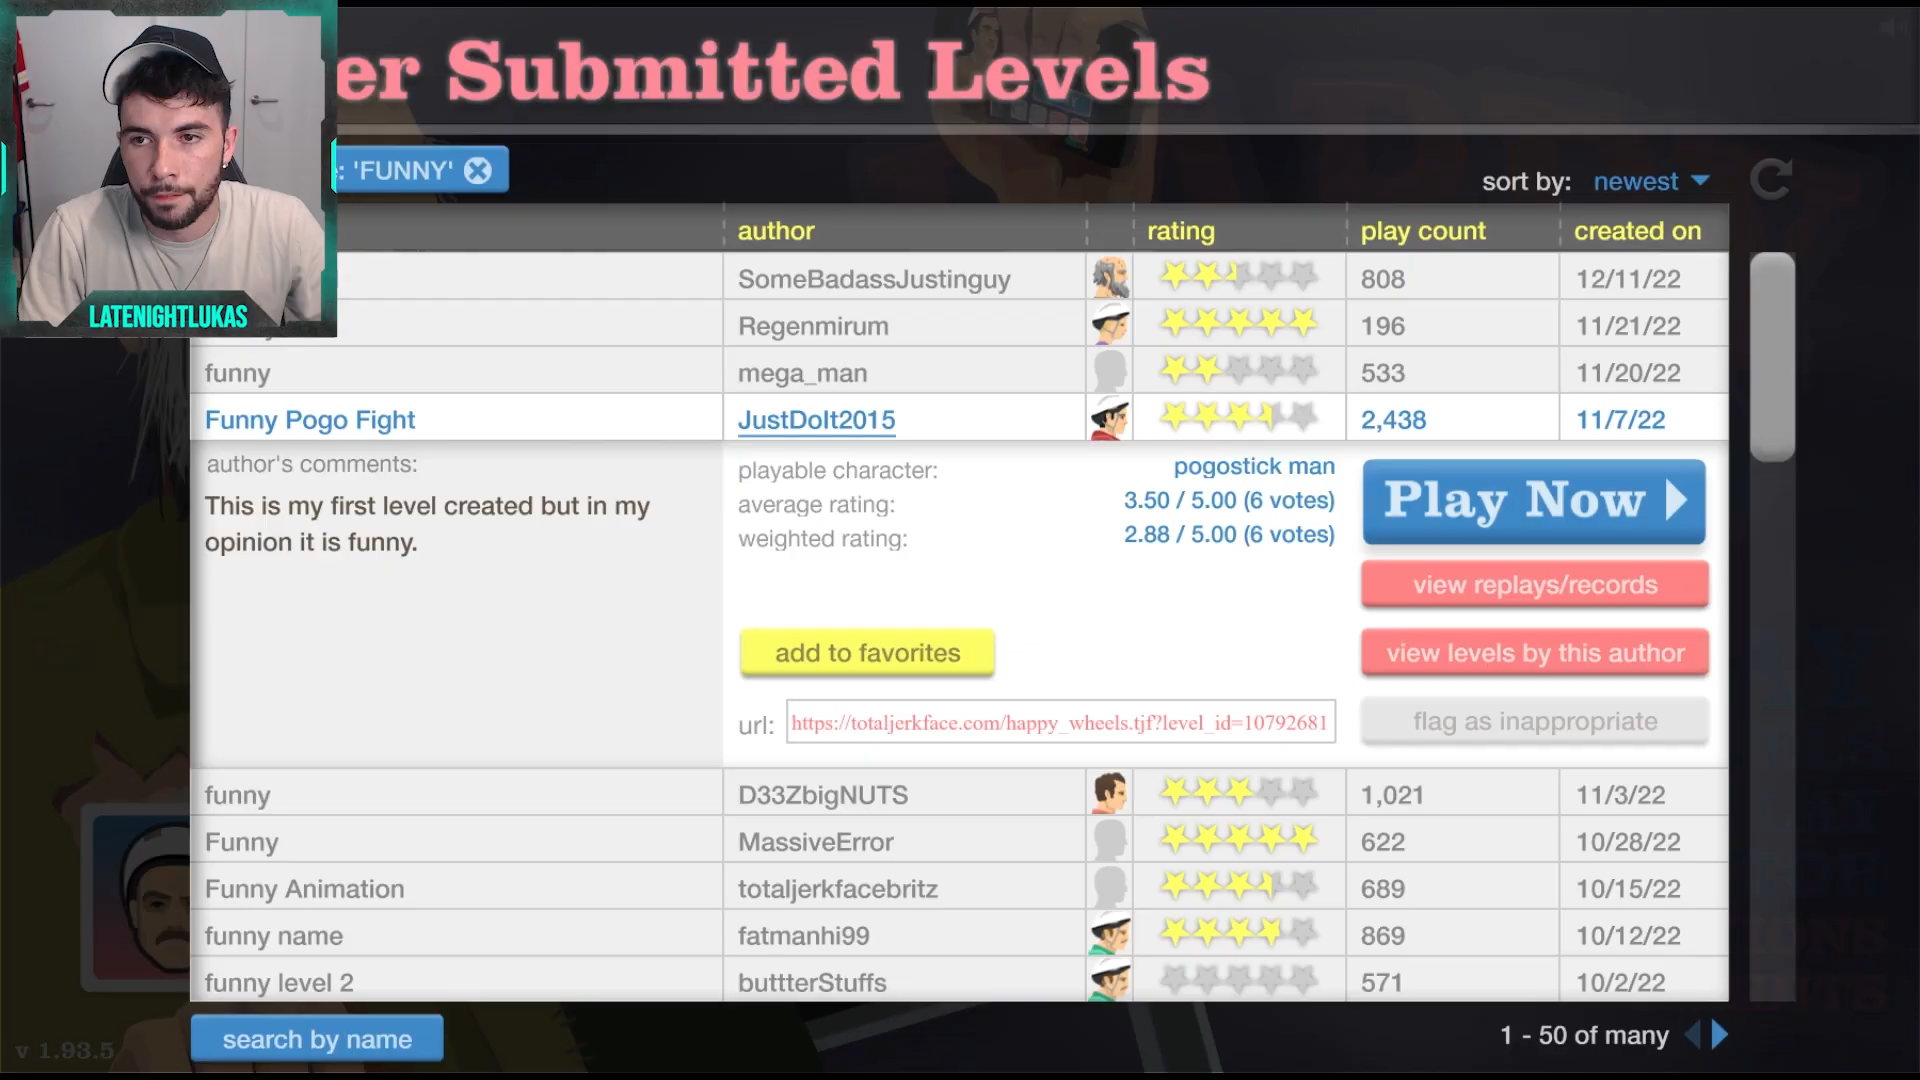 er Submitted Levels
: 'FUNNY'
sort by: newest
author rating play count created on
SomeBadassJustinguy 808 12/11/22
Regenmirum 196 11/21/22
funny mega_man 533 11/20/22
Funny Pogo Fight JustDoIt2015 2,438 11/7/22
LATENIGHTLUKAS
author's comments:
This is my first level created but in my
opinion it is funny.
playable character: pogostick man
average rating: 3.50 / 5.00 (6 votes)
weighted rating: 2.88 / 5.00 (6 votes)
Play Now
view replays/records
add to favorites
view levels by this author
url: https://totaljerkface.com/happy_wheels.tjf?level_id=10792681
flag as inappropriate
funny D33ZbigNUTS 1,021 11/3/22
Funny MassiveError 622 10/28/22
Funny Animation totaljerkfacebritz 689 10/15/22
funny name fatmanhi99 869 10/12/22
funny level 2 buttterStuffs 571 10/2/22
search by name
1 - 50 of many
v 1.93.5